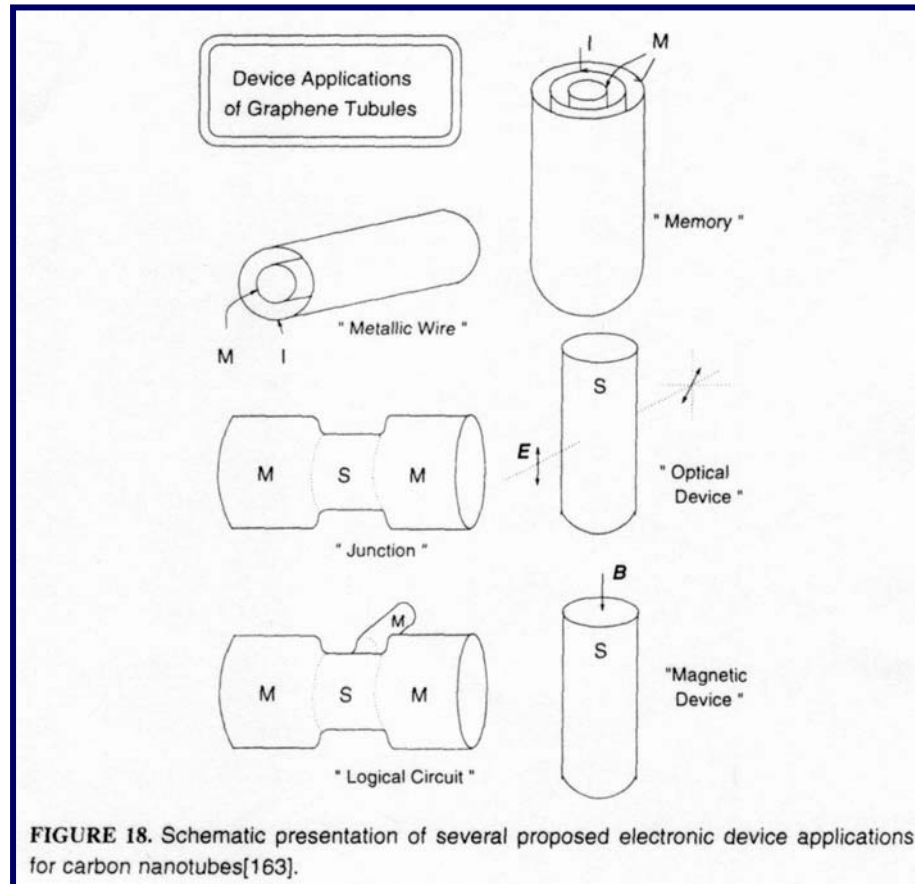 Device Applications
of Graphene Tubules
I
M
" Memory "
M
I
" Metallic Wire "
S
E
" Optical
Device "
M
S
M
" Junction "
B
S
"Magnetic
Device "
M
M
S
M
" Logical Circuit "
FIGURE 18. Schematic presentation of several proposed electronic device applications
for carbon nanotubes[163].